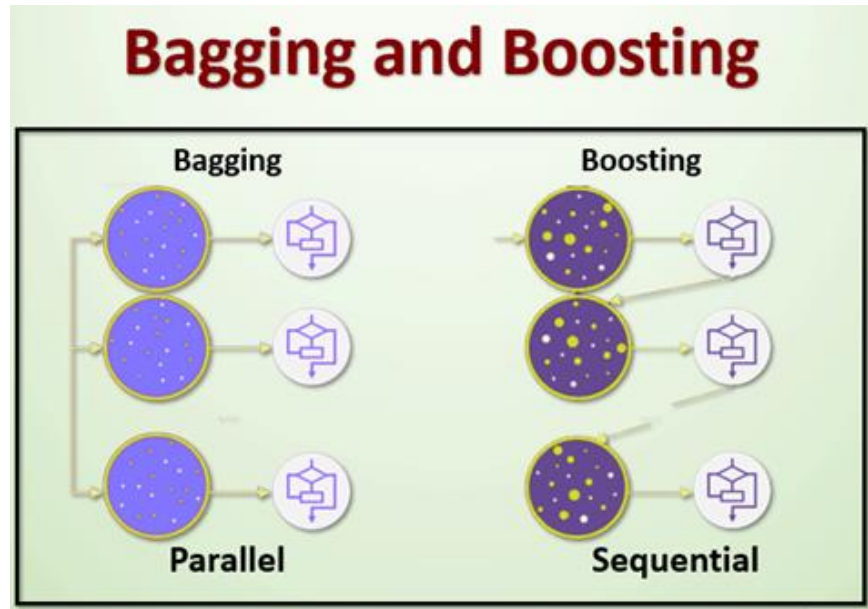 Bagging and Boosting
Bagging
Boosting
Parallel
Sequential